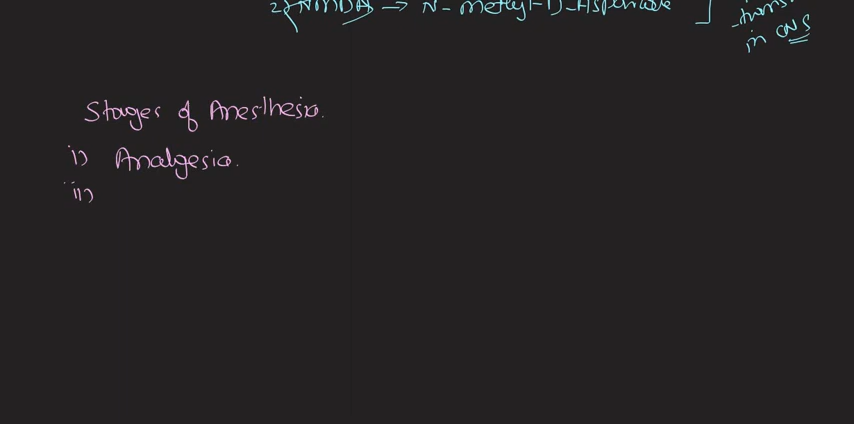 2) NMDA → N-Methyl-D-Aspartate ]
in CNS
Stages of Anesthesia.
i) Analgesia.
ii)